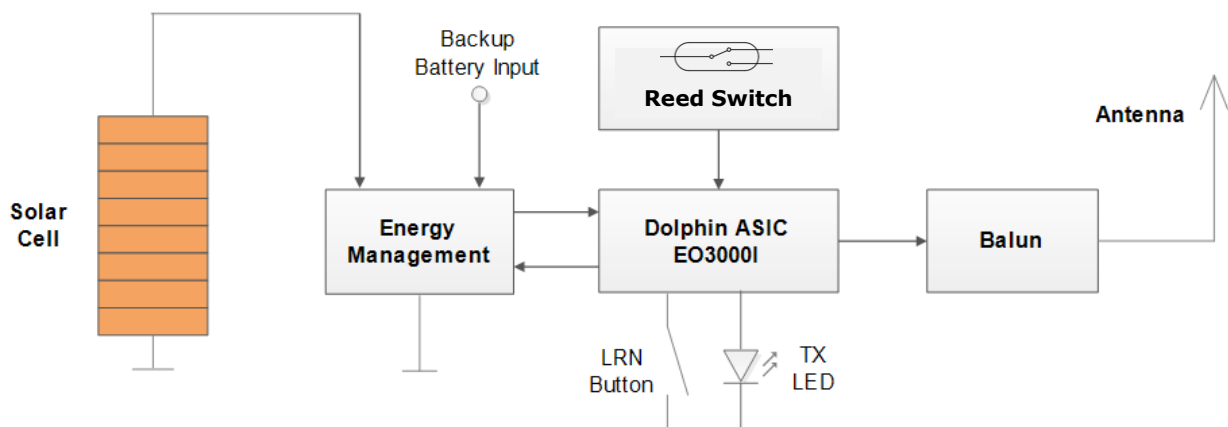 Backup
Battery Input
Reed Switch
Antenna
Solar
Cell
Energy
Management
Dolphin ASIC
EO3000I
Balun
LRN
Button
TX
LED